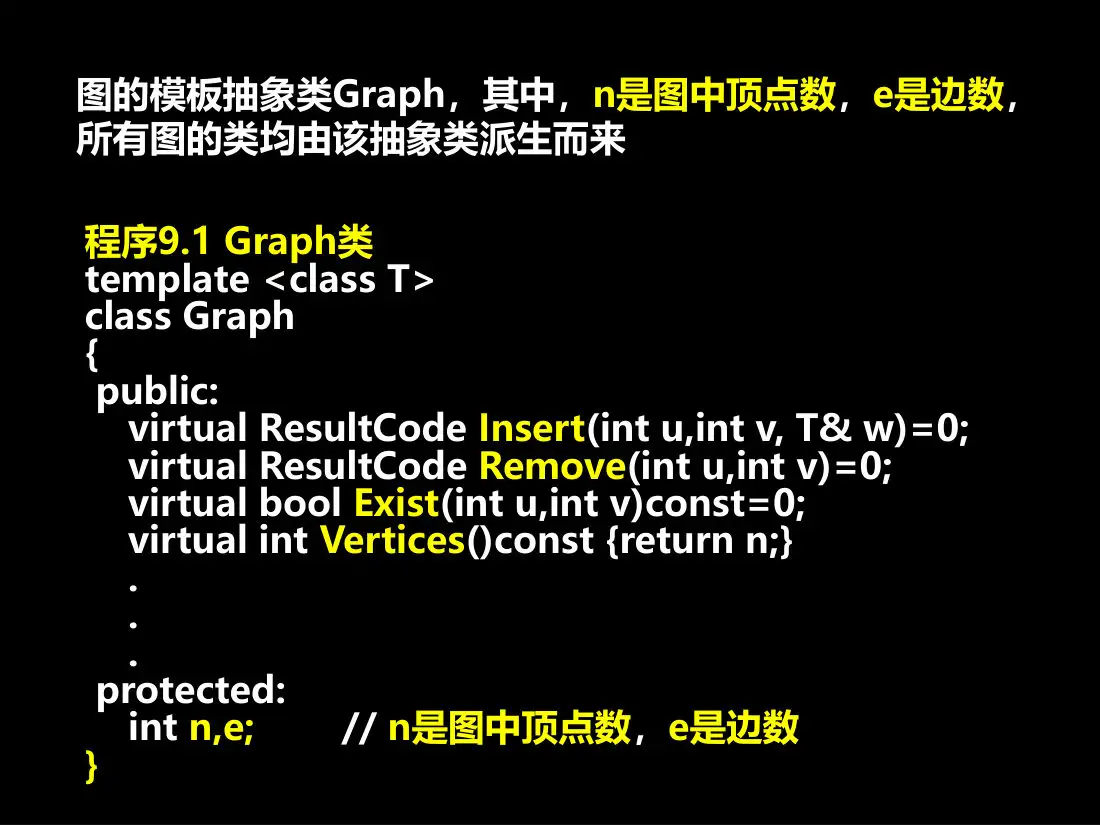 图的模板抽象类Graph，其中，n是图中顶点数，e是边数，
所有图的类均由该抽象类派生而来
程序9.1 Graph类
template <class T>
class Graph
{
public:
virtual ResultCode Insert(int u,int v, T& w)=0;
virtual ResultCode Remove(int u,int v)=0;
virtual bool Exist(int u,int v)const=0;
virtual int Vertices()const {return n;}
.
.
.
protected:
int n,e; // n是图中顶点数，e是边数
}